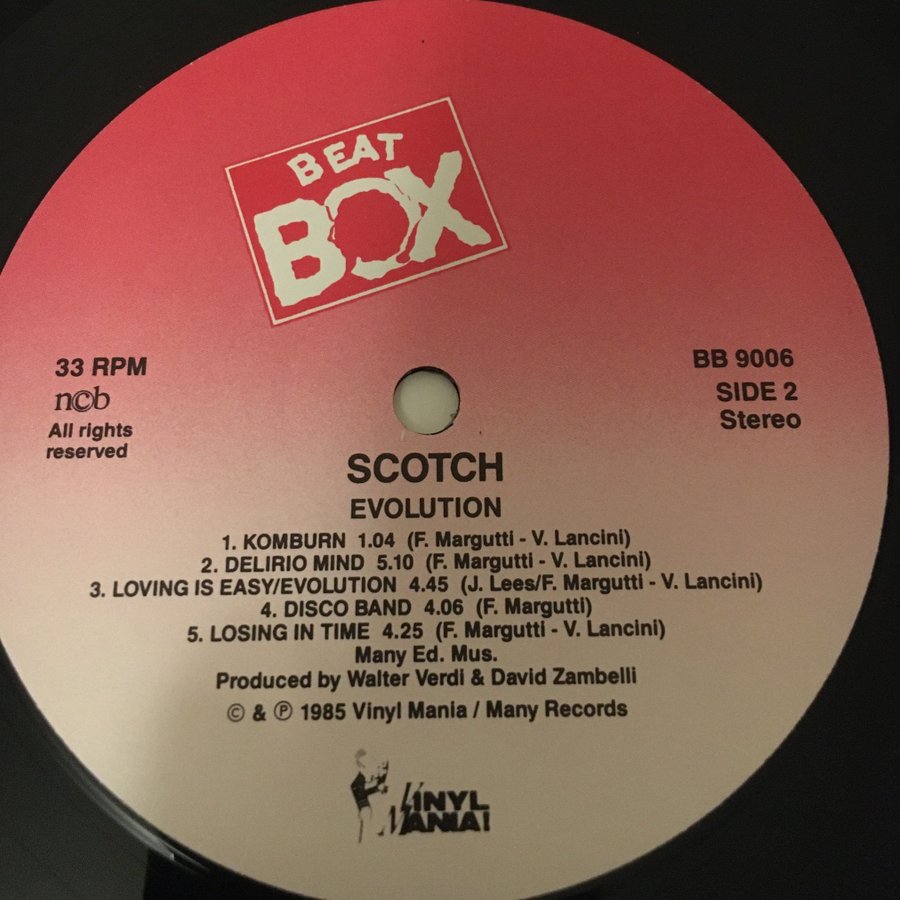 BEAT
BOX
33 RPM
n©b
All rights
reserved
BB 9006
SIDE 2
Stereo
SCOTCH
EVOLUTION
1. KOMBURN 1.04 (F. Margutti - V. Lancini)
2. DELIRIO MIND 5.10 (F. Margutti - V. Lancini)
3. LOVING IS EASY/EVOLUTION 4.45 (J. Lees/F. Margutti - V. Lancini)
4. DISCO BAND 4.06 (F. Margutti)
5. LOSING IN TIME 4.25 (F. Margutti - V. Lancini)
Many Ed. Mus.
Produced by Walter Verdi & David Zambelli
© & ℗ 1985 Vinyl Mania / Many Records
VINYL
MANIA!